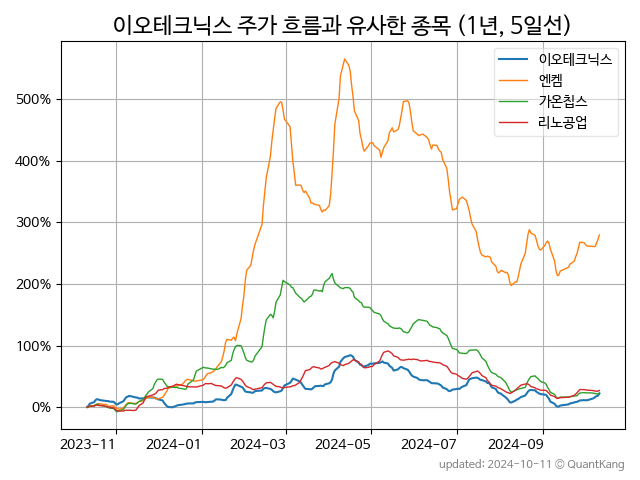 이오테크닉스 주가 흐름과 유사한 종목 (1년, 5일선)
이오테크닉스
엔켐
가온칩스
리노공업
500%
400%
300%
200%
100%
0%
2023-11 2024-01 2024-03 2024-05 2024-07 2024-09
updated: 2024-10-11 © QuantKang